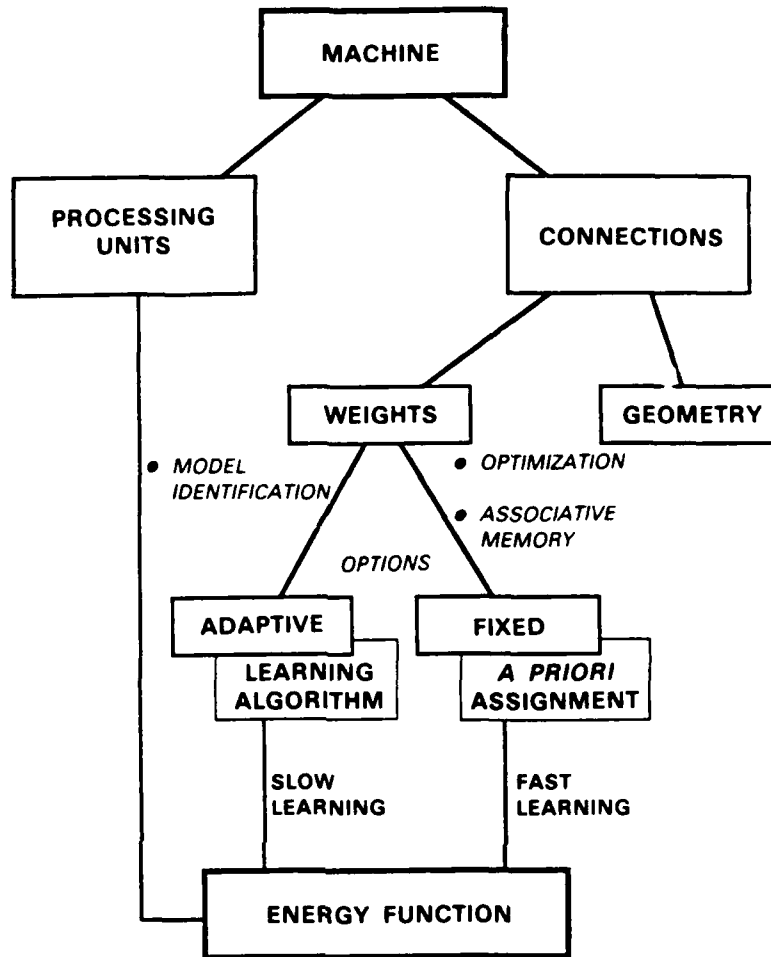 MACHINE
PROCESSING
UNITS
CONNECTIONS
WEIGHTS
GEOMETRY
• MODEL
IDENTIFICATION
• OPTIMIZATION
• ASSOCIATIVE
MEMORY
OPTIONS
ADAPTIVE
FIXED
LEARNING
ALGORITHM
A PRIORI
ASSIGNMENT
SLOW
LEARNING
FAST
LEARNING
ENERGY FUNCTION